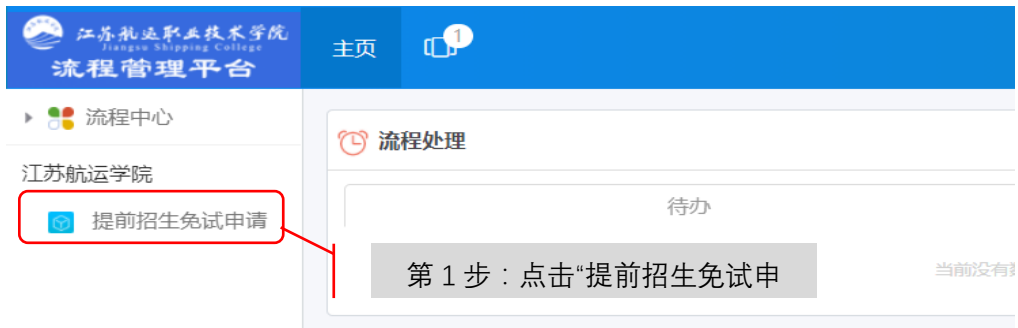 江苏航运职业技术学院
Jiangsu Shipping College
流程管理平台
主页
1
流程中心
流程处理
江苏航运学院
待办
提前招生免试申请
第 1 步：点击“提前招生免试申
当前没有数